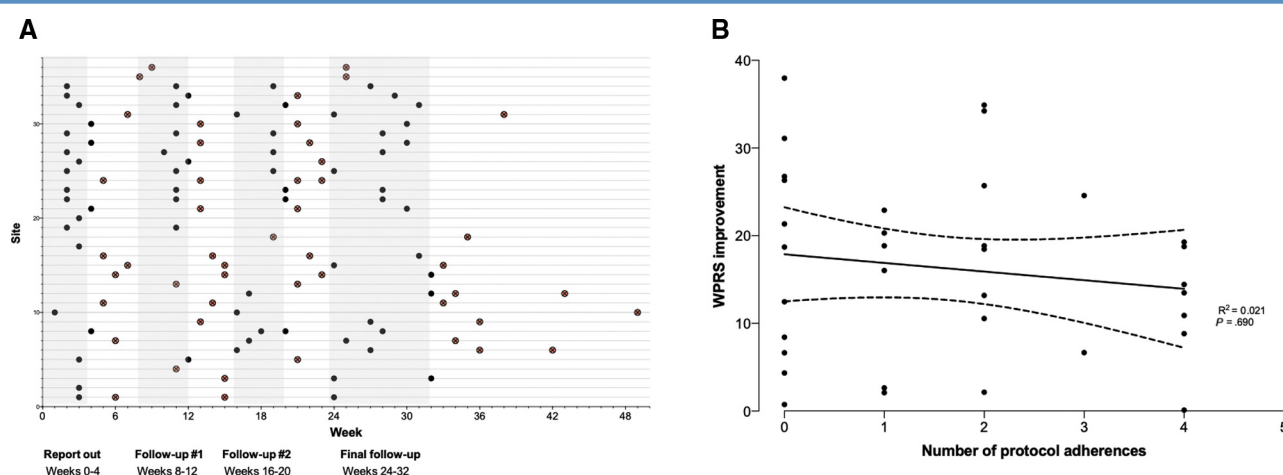 A
B
30
20
10
0
Site
0 6 12 18 24 30 36 42 48
Week
Report out Follow-up #1 Follow-up #2 Final follow-up
Weeks 0-4 Weeks 8-12 Weeks 16-20 Weeks 24-32
40
30
20
10
0
WPRS improvement
R2 = 0.021
P = .690
0 1 2 3 4 5
Number of protocol adherences